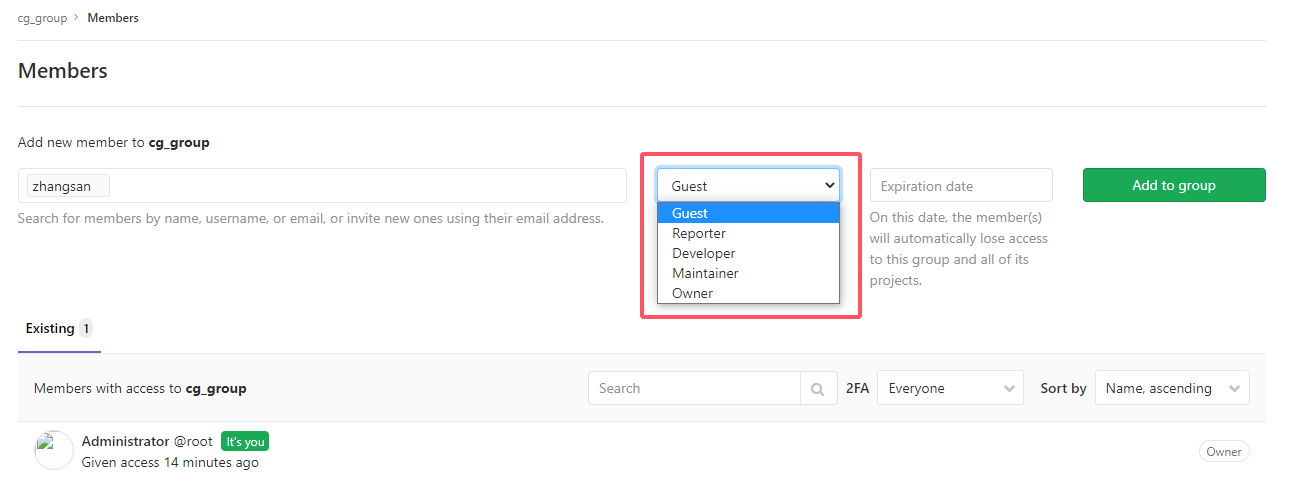 cg_group › Members
Members
Add new member to cg_group
zhangsan
Guest
Expiration date
Add to group
Search for members by name, username, or email, or invite new ones using their email address.
Guest
Reporter
Developer
Maintainer
Owner
On this date, the member(s)
will automatically lose access
to this group and all of its
projects.
Existing 1
Members with access to cg_group
Search
2FA
Everyone
Sort by
Name, ascending
Administrator @root It's you
Given access 14 minutes ago
Owner